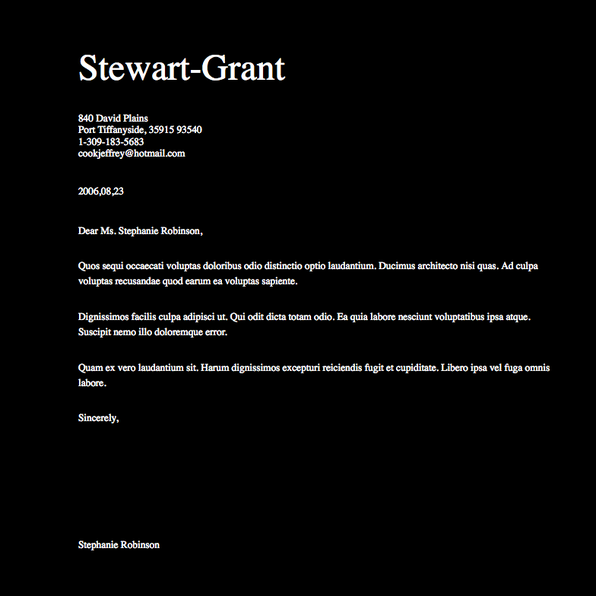 Stewart-Grant
840 David Plains
Port Tiffanyside, 35915 93540
1-309-183-5683
cookjeffrey@hotmail.com
2006,08,23
Dear Ms. Stephanie Robinson,
Quos sequi occaecati voluptas doloribus odio distinctio optio laudantium. Ducimus architecto nisi quas. Ad culpa
voluptas recusandae quod earum ea voluptas sapiente.
Dignissimos facilis culpa adipisci ut. Qui odit dicta totam odio. Ea quia labore nesciunt voluptatibus ipsa atque.
Suscipit nemo illo doloremque error.
Quam ex vero laudantium sit. Harum dignissimos excepturi reiciendis fugit et cupiditate. Libero ipsa vel fuga omnis
labore.
Sincerely,
Stephanie Robinson